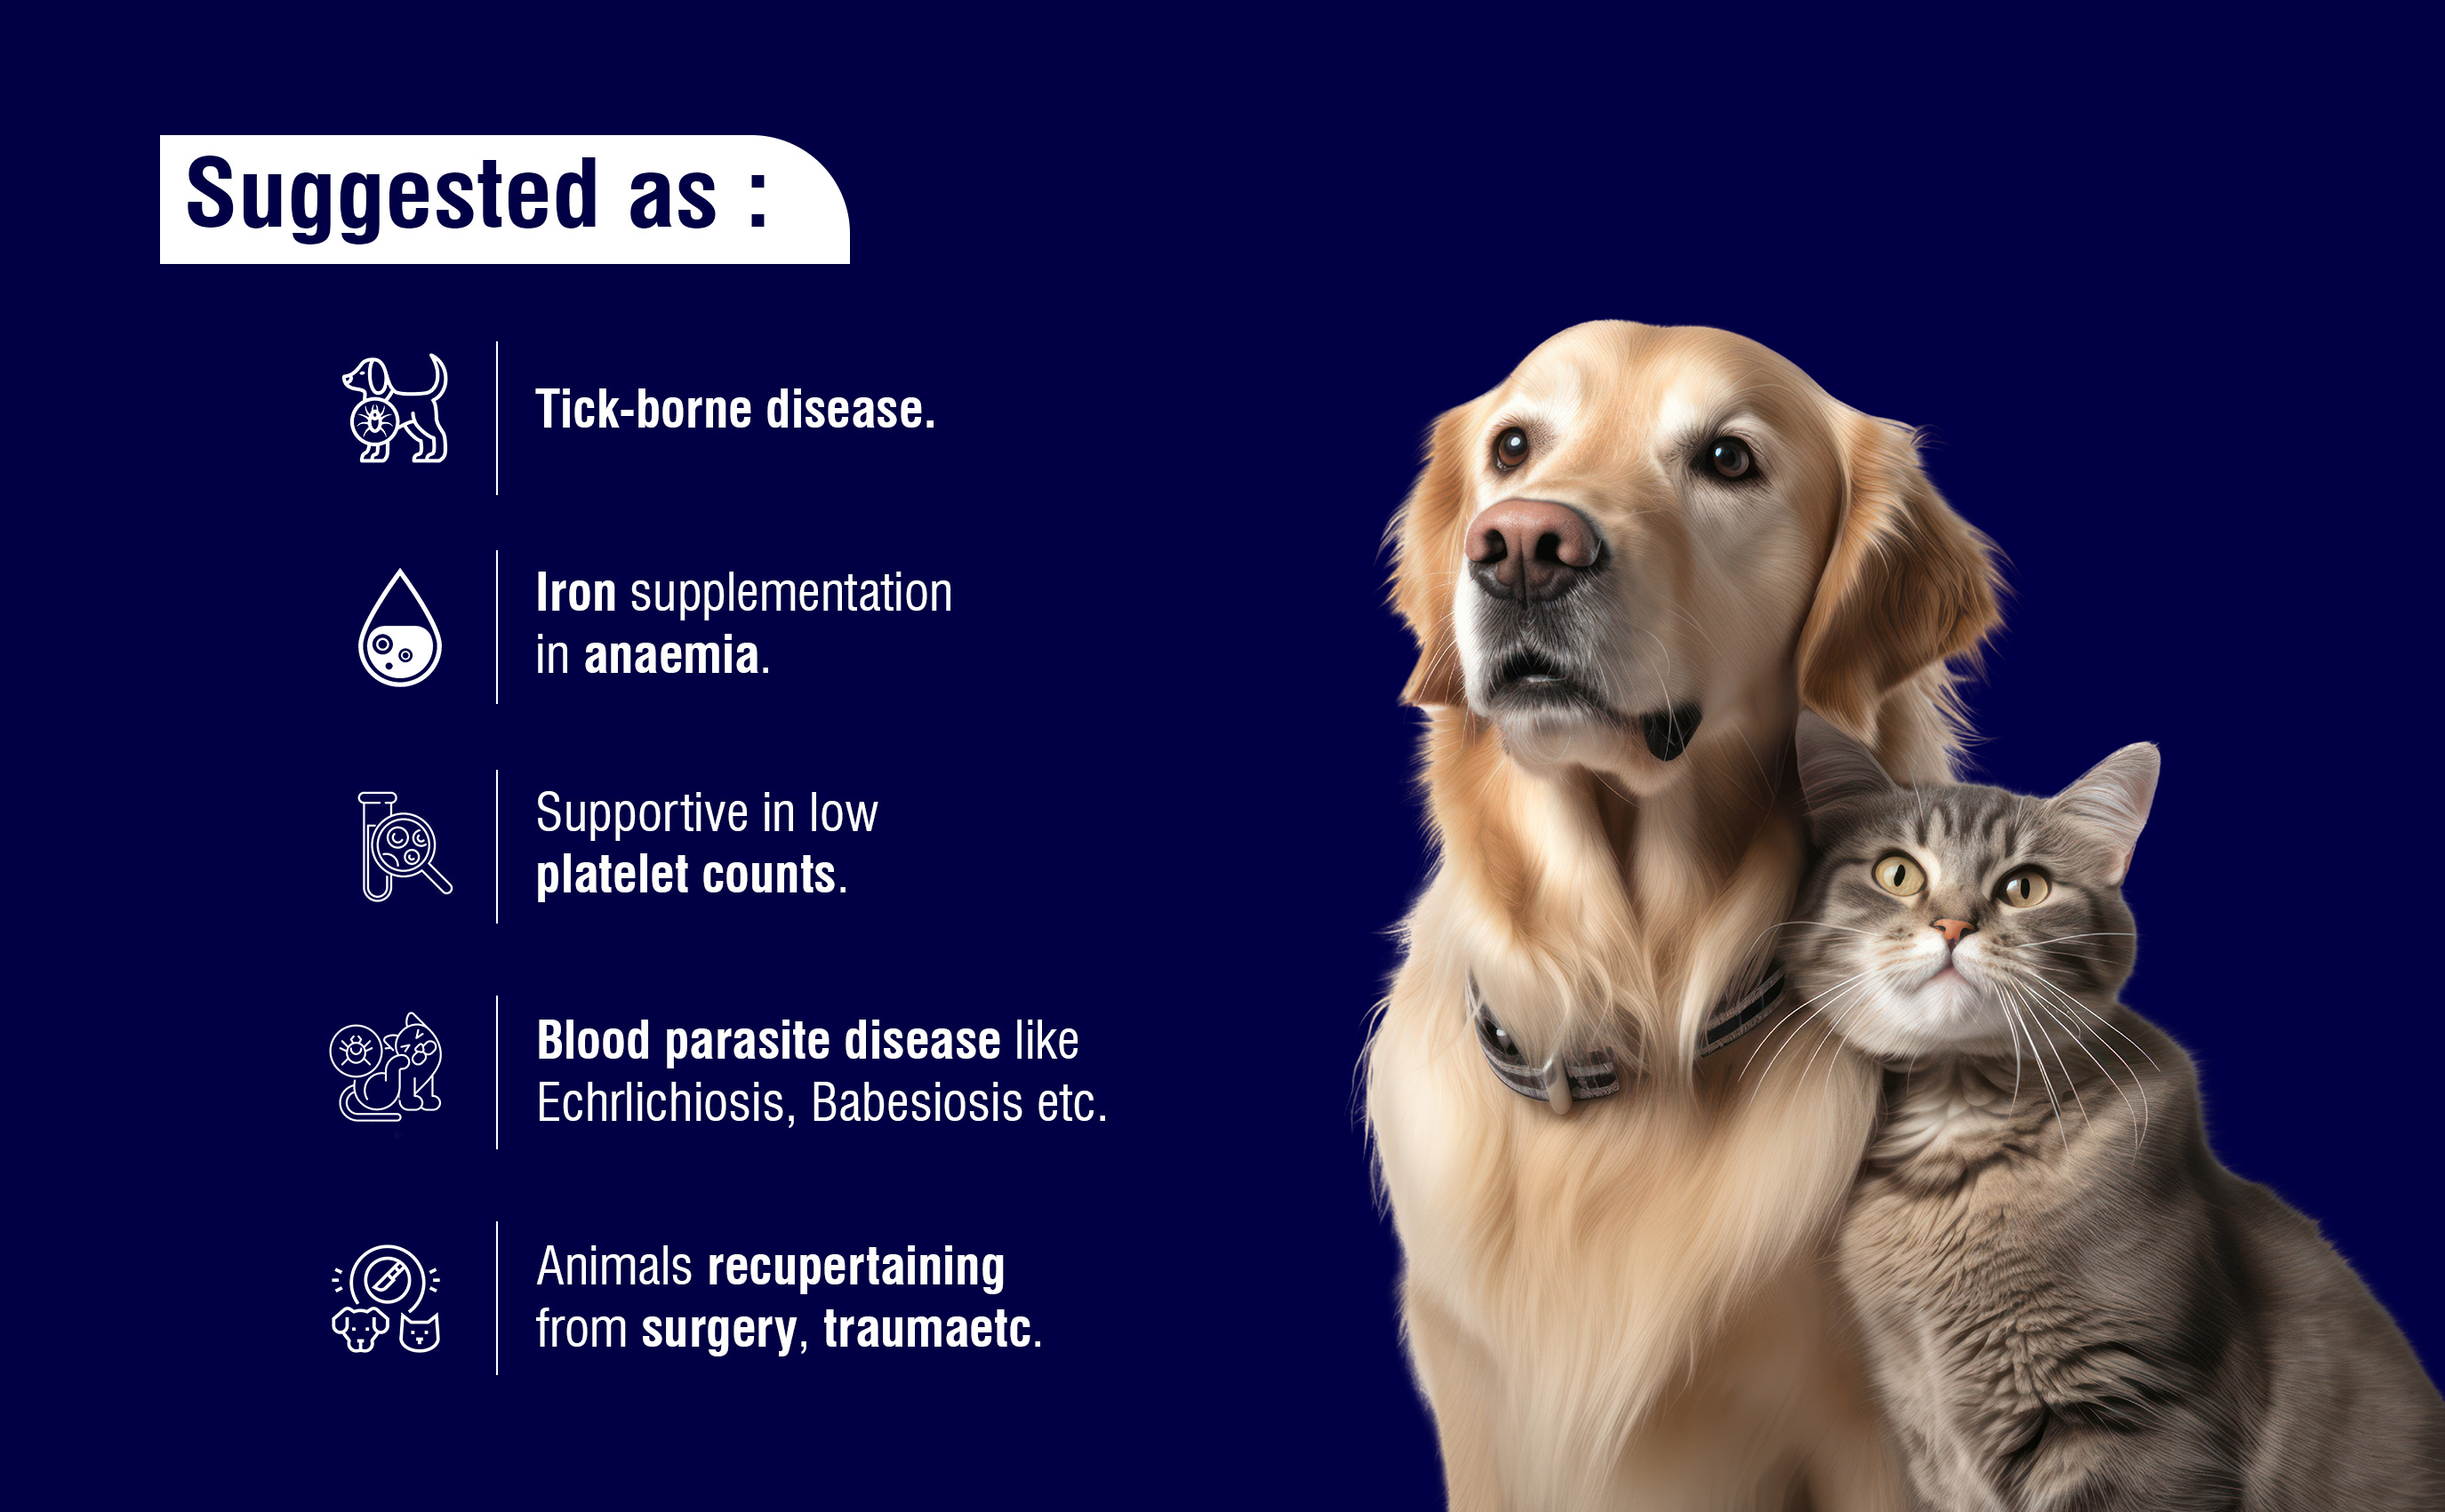 Suggested as :
Tick-borne disease.
Iron supplementation
in anaemia.
Supportive in low
platelet counts.
Blood parasite disease like
Echrlichiosis, Babesiosis etc.
Animals recupertaining
from surgery, traumaetc.